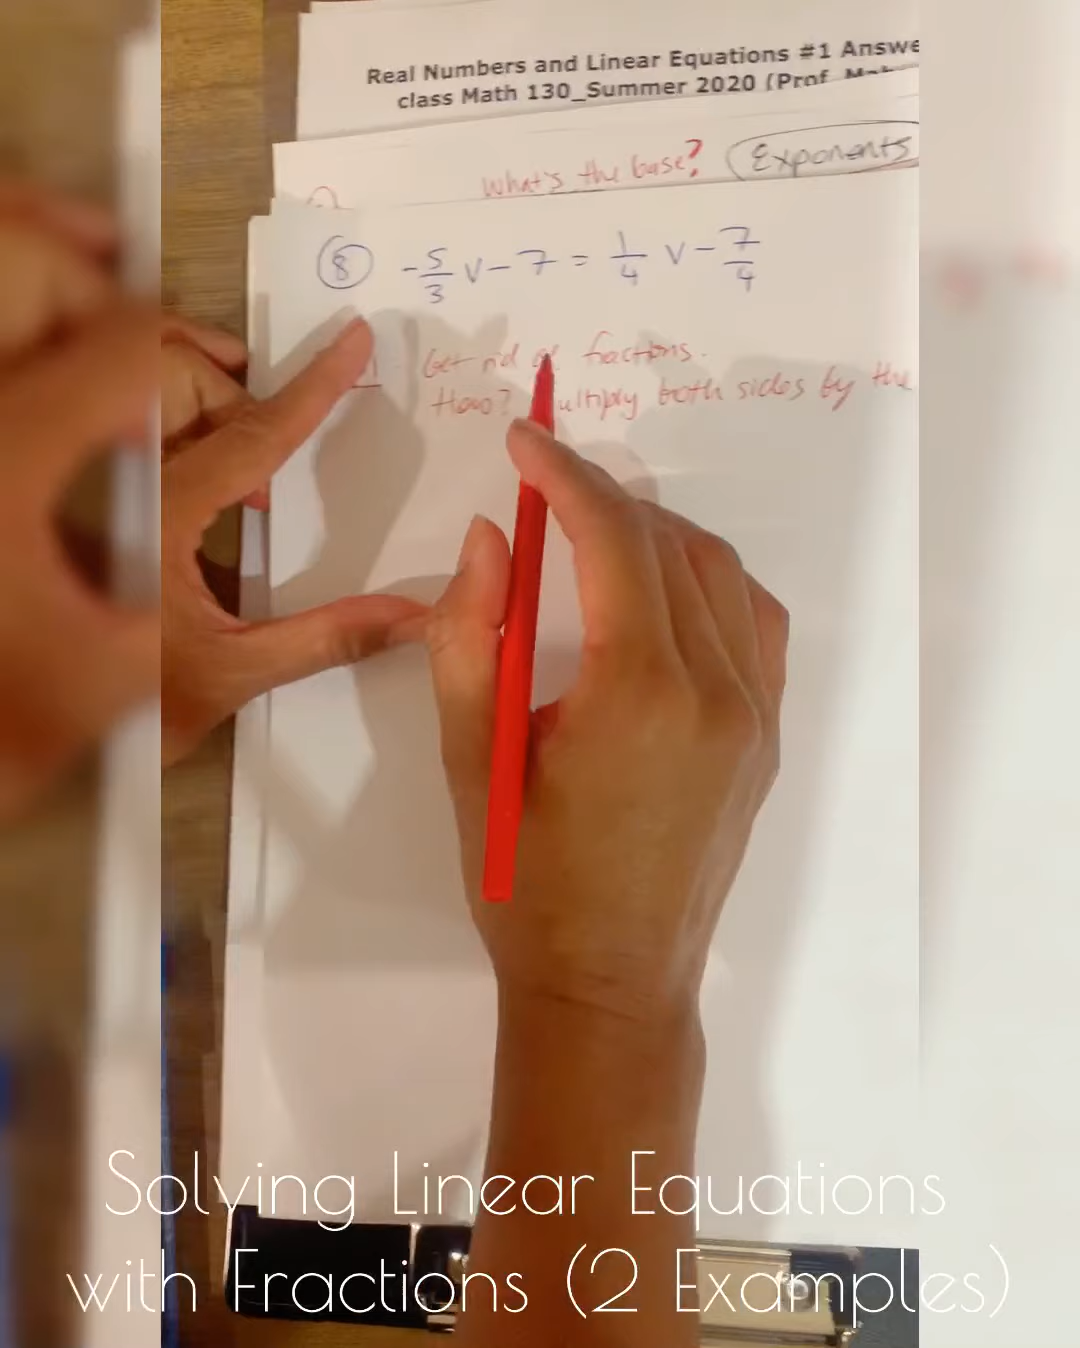 Real Numbers and Linear Equations #1 Answe
class Math 130_Summer 2020 (Prof
What's the base? Exponents
8 -5/3 v - 7 = 1/4 v - 7/4
Get rid fractions.
How? ultiply both sides by the
Solving Linear Equations
with Fractions (2 Examples)